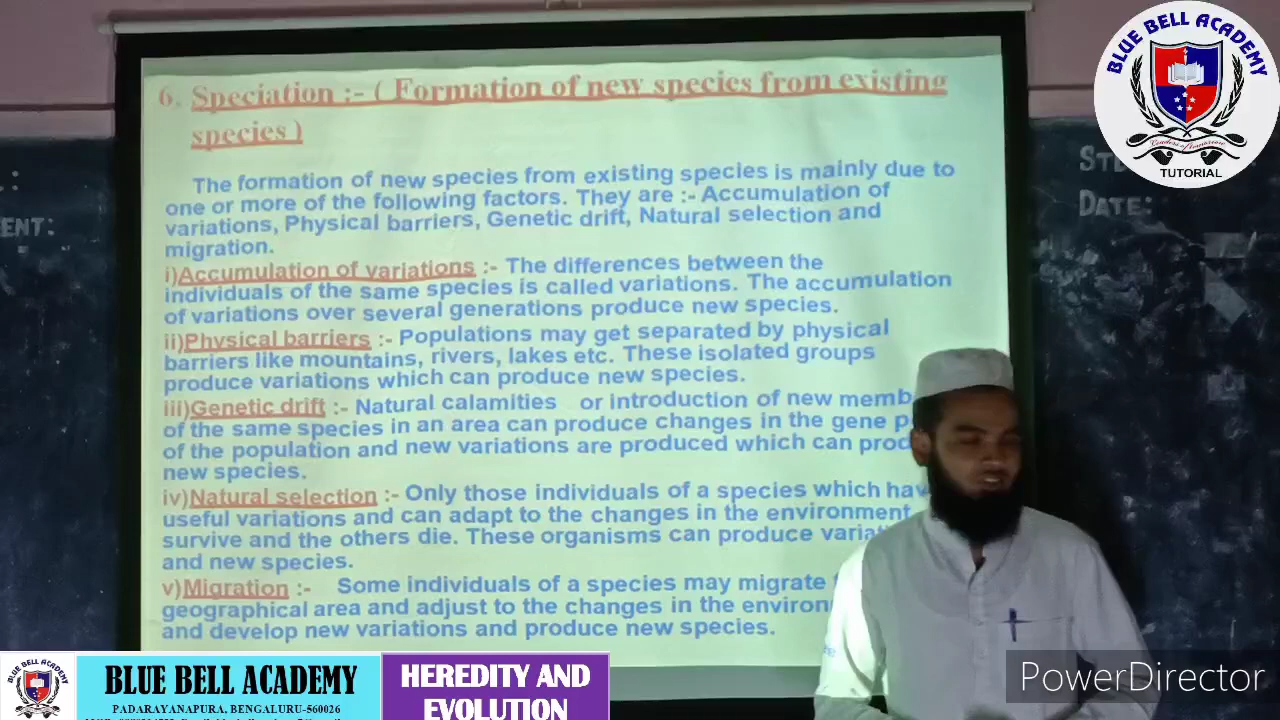 6. Speciation :- ( Formation of new species from existing
species )
The formation of new species from existing species is mainly due to
one or more of the following factors. They are :- Accumulation of
variations, Physical barriers, Genetic drift, Natural selection and
migration.
i)Accumulation of variations :- The differences between the
individuals of the same species is called variations. The accumulation
of variations over several generations produce new species.
ii)Physical barriers :- Populations may get separated by physical
barriers like mountains, rivers, lakes etc. These isolated groups
produce variations which can produce new species.
iii)Genetic drift :- Natural calamities or introduction of new memb
of the same species in an area can produce changes in the gene p
of the population and new variations are produced which can prod
new species.
iv)Natural selection :- Only those individuals of a species which hav
useful variations and can adapt to the changes in the environment
survive and the others die. These organisms can produce varia
and new species.
v)Migration :- Some individuals of a species may migrate
geographical area and adjust to the changes in the environ
and develop new variations and produce new species.
BLUE BELL ACADEMY
TUTORIAL
ST
DATE:
ENT:
BLUE BELL ACADEMY
BLUE BELL ACADEMY
PADARAYANAPURA, BENGALURU-560026
HEREDITY AND
EVOLUTION
PowerDirector